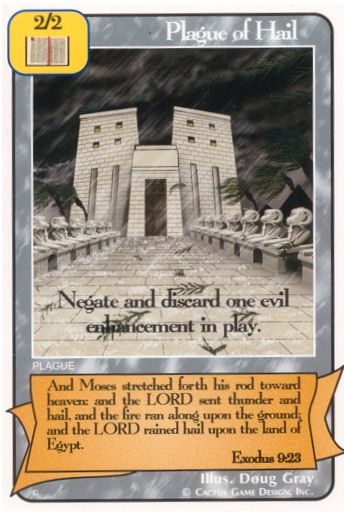 2/2
Plague of Hail
Negate and discard one evil
enhancement in play.
PLAGUE
And Moses stretched forth his rod toward
heaven: and the LORD sent thunder and
hail, and the fire ran along upon the ground;
and the LORD rained hail upon the land of
Egypt.
Exodus 9:23
Illus. Doug Gray
© Cactus Game Design, Inc.
G